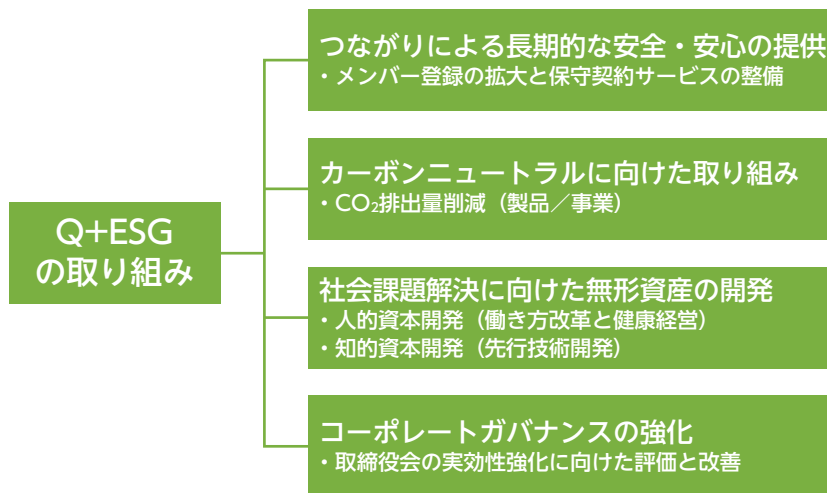 Q+ESG
の取り組み
つながりによる長期的な安全・安心の提供
・メンバー登録の拡大と保守契約サービスの整備
カーボンニュートラルに向けた取り組み
・CO₂排出量削減（製品／事業）
社会課題解決に向けた無形資産の開発
・人的資本開発（働き方改革と健康経営）
・知的資本開発（先行技術開発）
コーポレートガバナンスの強化
・取締役会の実効性強化に向けた評価と改善